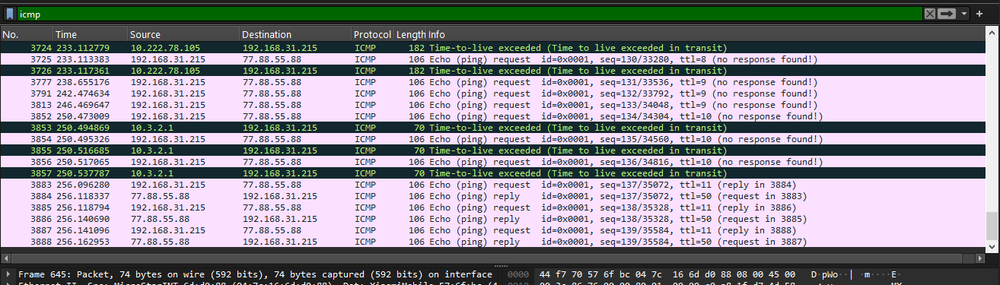 icmp
No. Time Source Destination Protocol Length Info
3724 233.112779 10.222.78.105 192.168.31.215 ICMP 182 Time-to-live exceeded (Time to live exceeded in transit)
3725 233.113383 192.168.31.215 77.88.55.88 ICMP 106 Echo (ping) request id=0x0001, seq=130/33280, ttl=8 (no response found!)
3726 233.117361 10.222.78.105 192.168.31.215 ICMP 182 Time-to-live exceeded (Time to live exceeded in transit)
3777 238.655176 192.168.31.215 77.88.55.88 ICMP 106 Echo (ping) request id=0x0001, seq=131/33536, ttl=9 (no response found!)
3791 242.474634 192.168.31.215 77.88.55.88 ICMP 106 Echo (ping) request id=0x0001, seq=132/33792, ttl=9 (no response found!)
3813 246.469647 192.168.31.215 77.88.55.88 ICMP 106 Echo (ping) request id=0x0001, seq=133/34048, ttl=9 (no response found!)
3852 250.473009 192.168.31.215 77.88.55.88 ICMP 106 Echo (ping) request id=0x0001, seq=134/34304, ttl=10 (no response found!)
3853 250.494869 10.3.2.1 192.168.31.215 ICMP 70 Time-to-live exceeded (Time to live exceeded in transit)
3854 250.495326 192.168.31.215 77.88.55.88 ICMP 106 Echo (ping) request id=0x0001, seq=135/34560, ttl=10 (no response found!)
3855 250.516685 10.3.2.1 192.168.31.215 ICMP 70 Time-to-live exceeded (Time to live exceeded in transit)
3856 250.517065 192.168.31.215 77.88.55.88 ICMP 106 Echo (ping) request id=0x0001, seq=136/34816, ttl=10 (no response found!)
3857 250.537787 10.3.2.1 192.168.31.215 ICMP 70 Time-to-live exceeded (Time to live exceeded in transit)
3883 256.096280 192.168.31.215 77.88.55.88 ICMP 106 Echo (ping) request id=0x0001, seq=137/35072, ttl=11 (reply in 3884)
3884 256.118337 77.88.55.88 192.168.31.215 ICMP 106 Echo (ping) reply id=0x0001, seq=137/35072, ttl=50 (request in 3883)
3885 256.118794 192.168.31.215 77.88.55.88 ICMP 106 Echo (ping) request id=0x0001, seq=138/35328, ttl=11 (reply in 3886)
3886 256.140690 77.88.55.88 192.168.31.215 ICMP 106 Echo (ping) reply id=0x0001, seq=138/35328, ttl=50 (request in 3885)
3887 256.141096 192.168.31.215 77.88.55.88 ICMP 106 Echo (ping) request id=0x0001, seq=139/35584, ttl=11 (reply in 3888)
3888 256.162953 77.88.55.88 192.168.31.215 ICMP 106 Echo (ping) reply id=0x0001, seq=139/35584, ttl=50 (request in 3887)
Frame 645: Packet, 74 bytes on wire (592 bits), 74 bytes captured (592 bits) on interface 0000 44 f7 70 57 6f bc 04 7c 16 6d d0 88 08 00 45 00 D·pWo··| ·m····E·